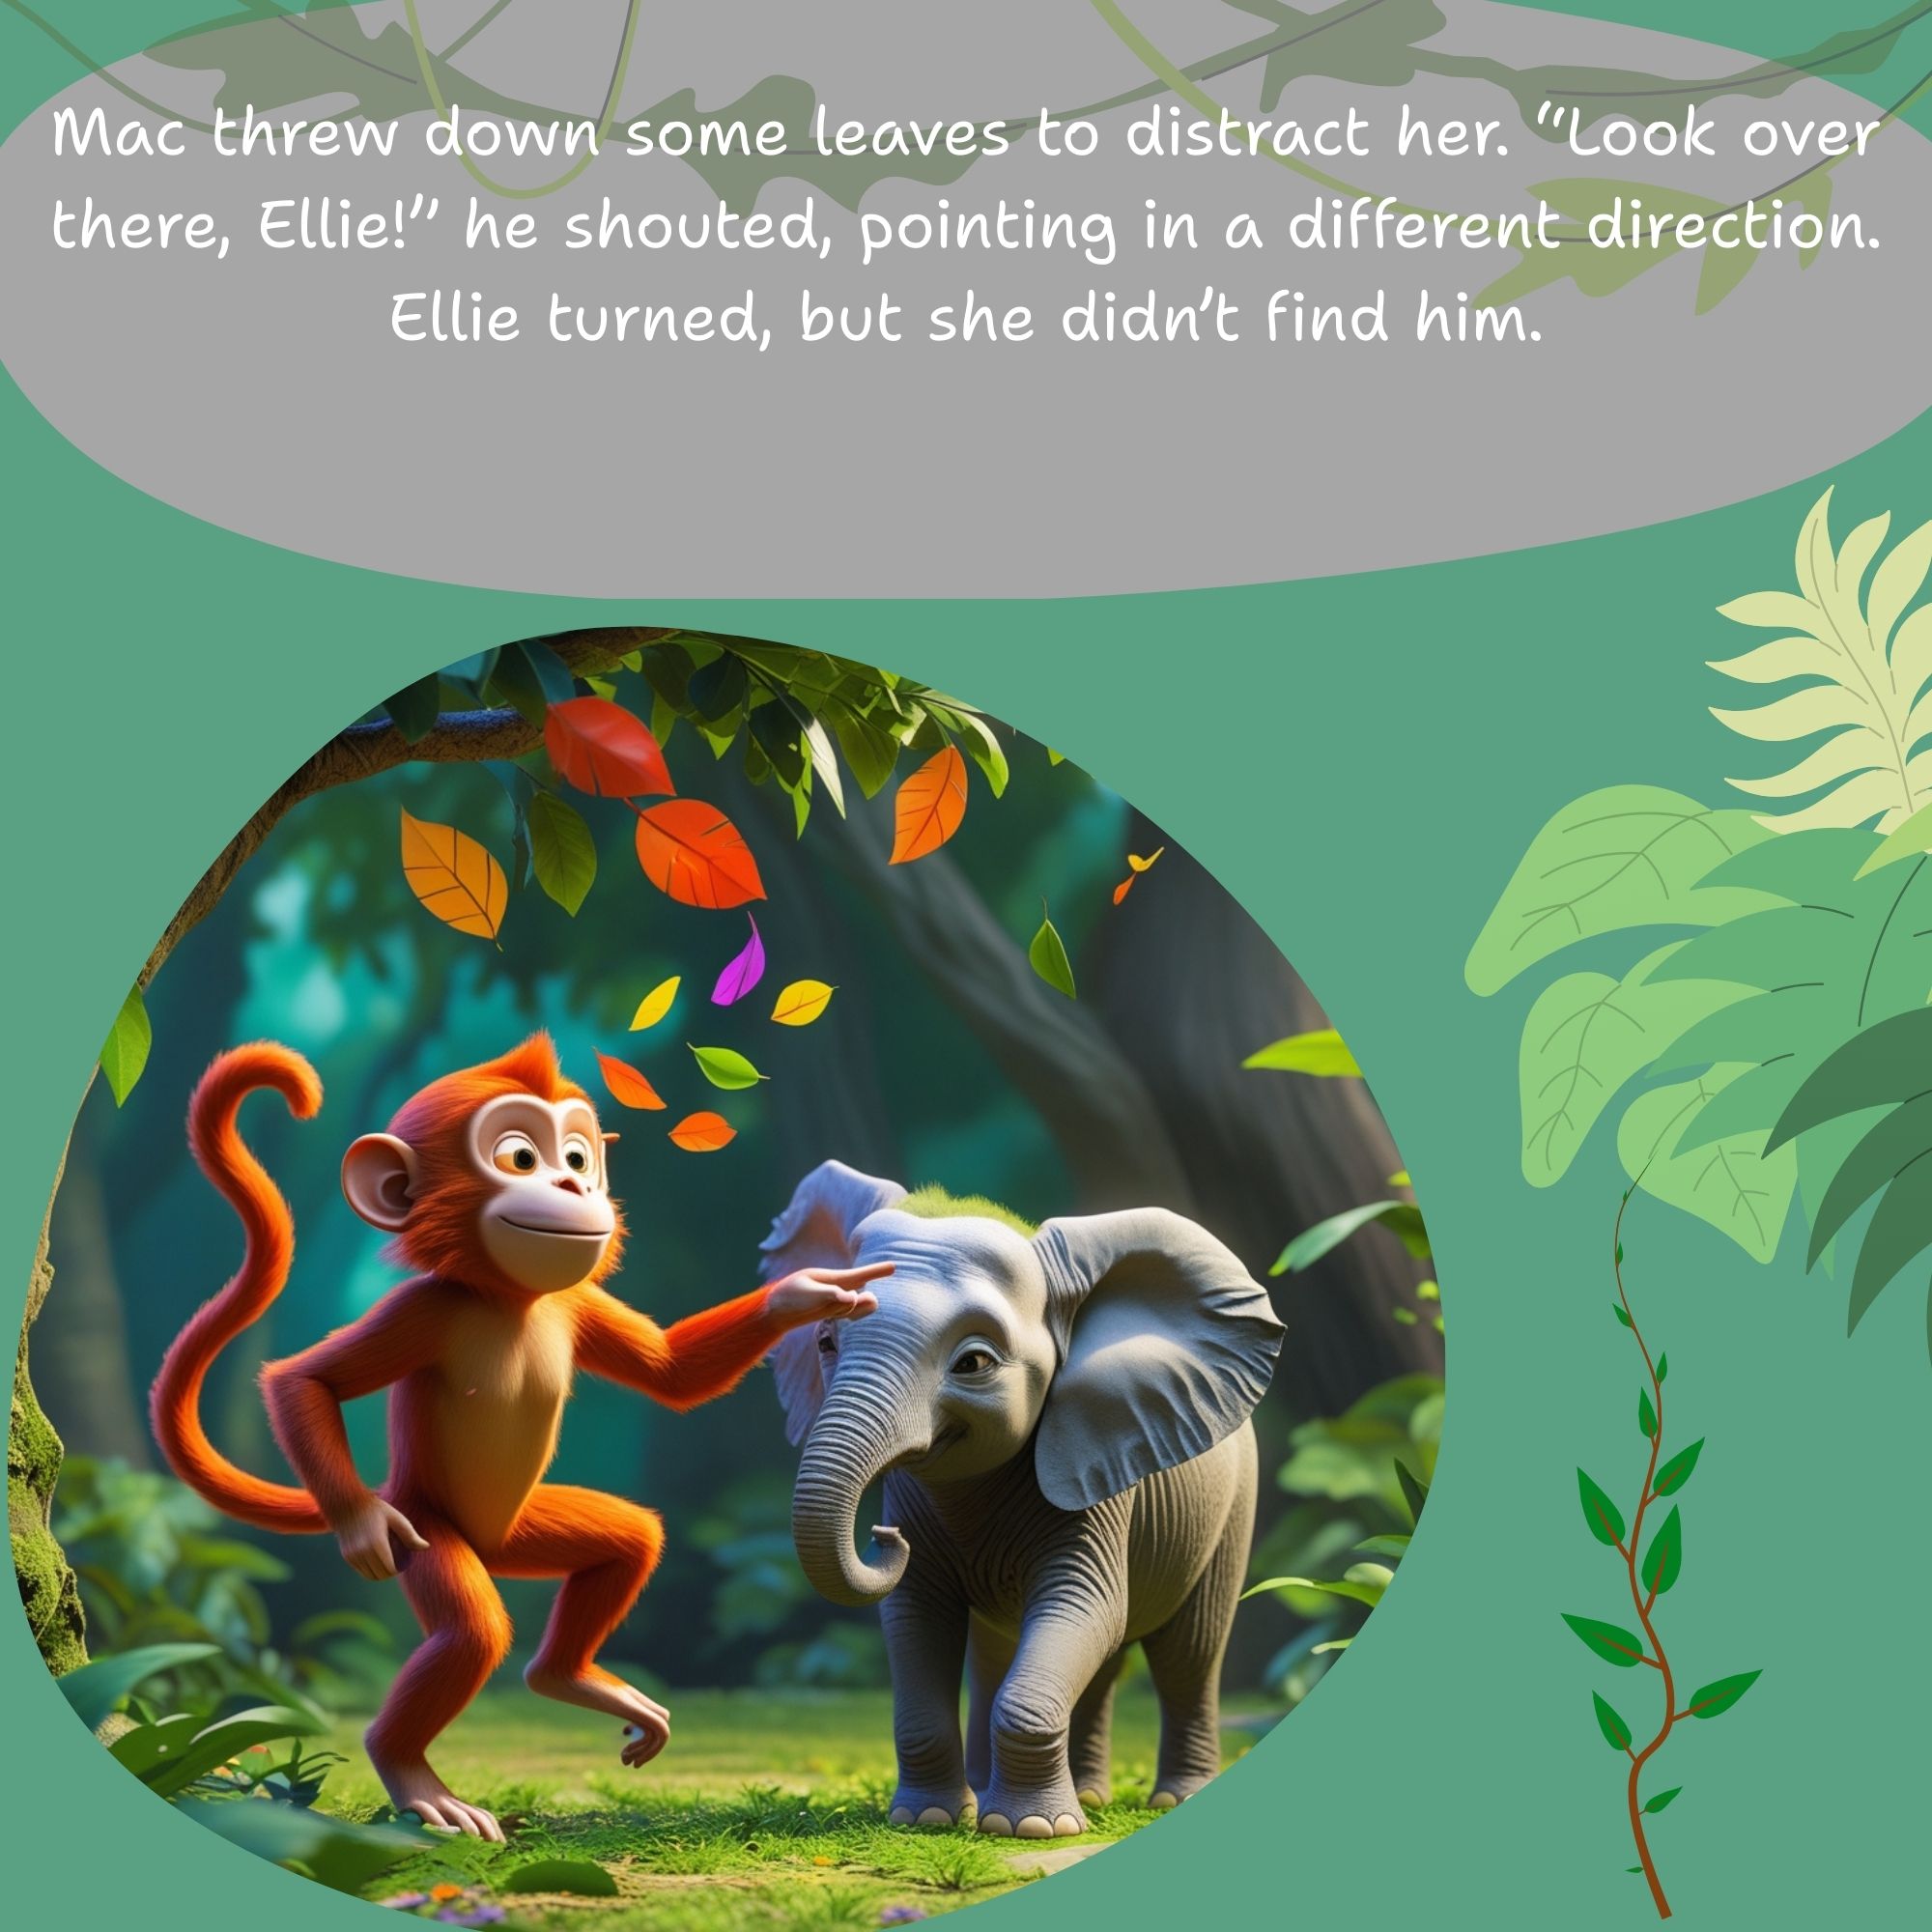 Mac threw down some leaves to distract her. “Look over
there, Ellie!” he shouted, pointing in a different direction.
Ellie turned, but she didn’t find him.